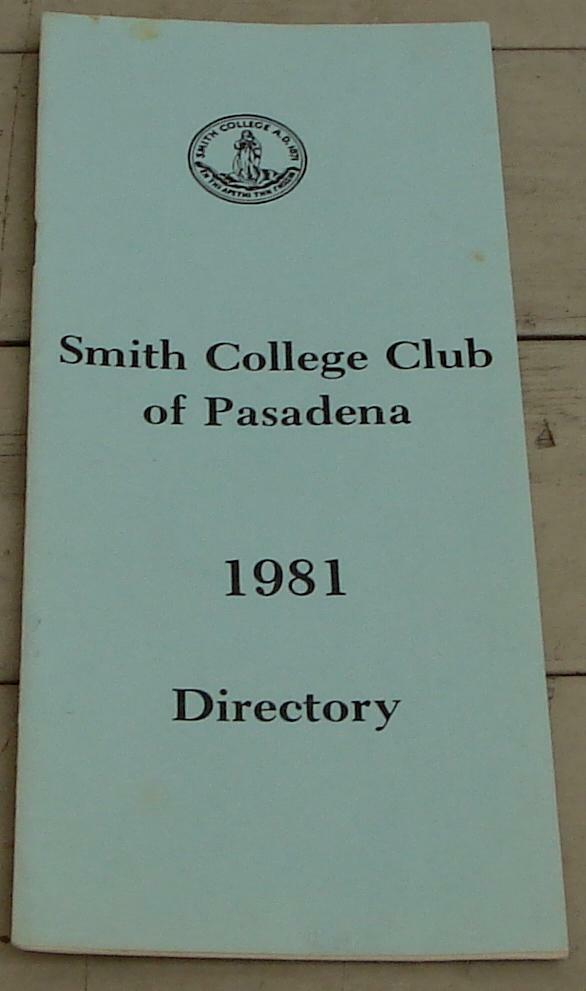 SMITH COLLEGE A.D. 1871
Smith College Club
of Pasadena
1981
Directory